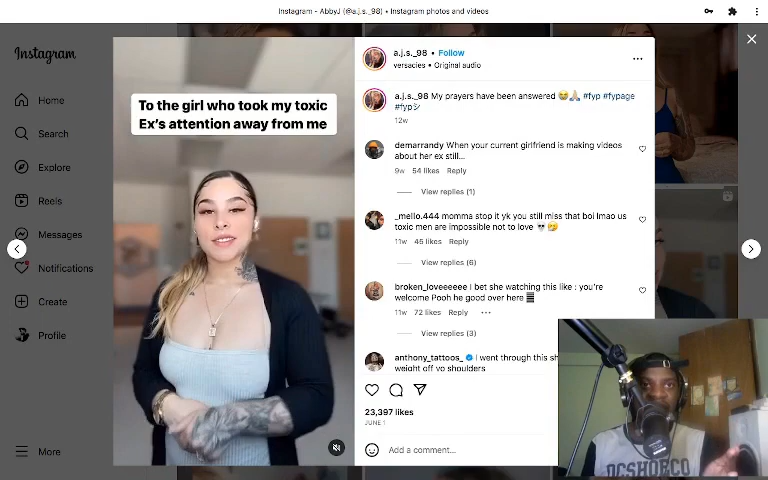 Instagram - AbbyJ (@a.j.s._98) • Instagram photos and videos
Instagram
Home
Search
Explore
Reels
Messages
Notifications
Create
Profile
More
To the girl who took my toxic
Ex's attention away from me
a.j.s._98 • Follow
versacies • Original audio
a.j.s._98 My prayers have been answered 😭🙏🏼 #fyp #fypage
#fypシ
12w
demarrandy When your current girlfriend is making videos
about her ex still...
9w 54 likes Reply
View replies (1)
_mello.444 momma stop it yk you still miss that boi lmao us
toxic men are impossible not to love
11w 45 likes Reply
View replies (6)
broken_loveeeeee I bet she watching this like : you're
welcome Pooh he good over here
11w 72 likes Reply
View replies (3)
anthony_tattoos_ I went through this sh
weight off yo shoulders
23,397 likes
JUNE 1
Add a comment...
DCSHOECO